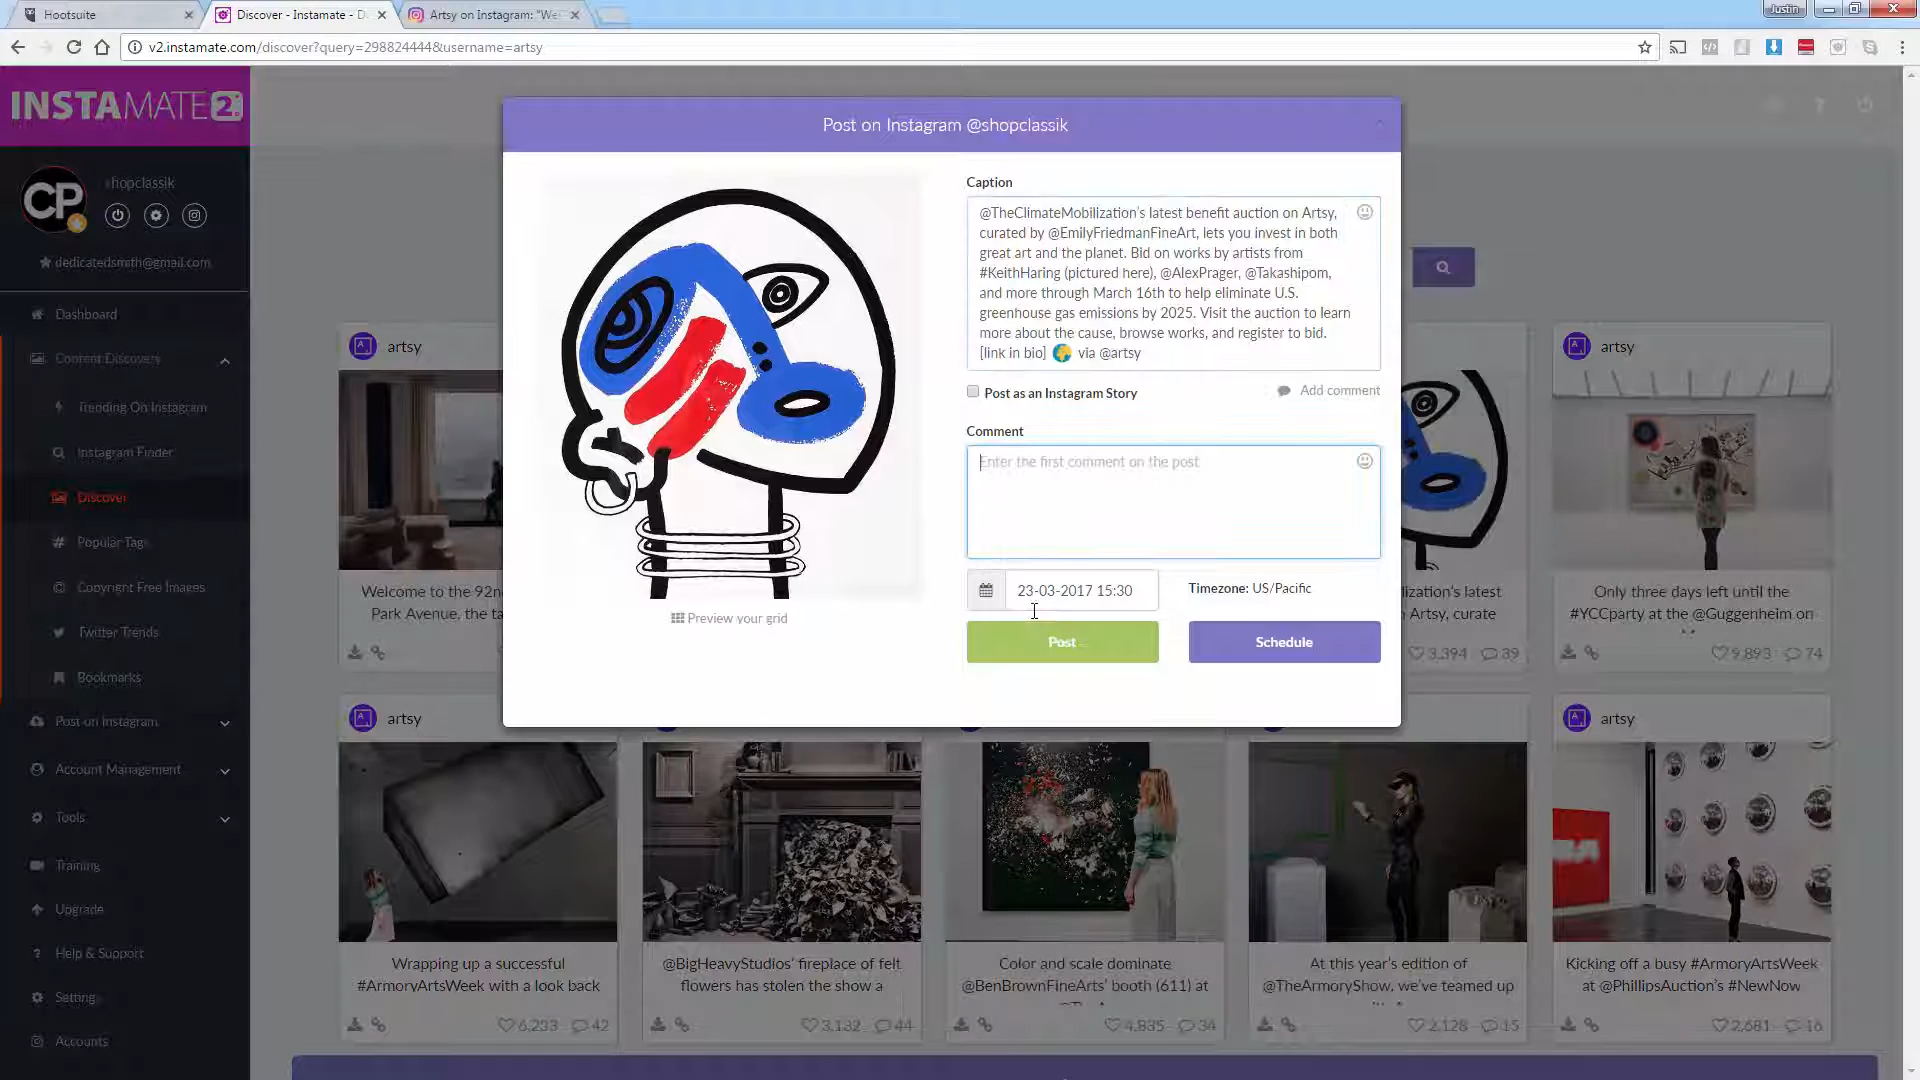 Hootsuite
Discover - Instamate - D
Artsy on Instagram: "We
Justin
v2.instamate.com/discover?query=298824444&username=artsy
INSTAMATE 2.
CP
shopclassik
dedicatedsmth@gmail.com
Dashboard
Content Discovery
Trending On Instagram
Instagram Finder
Discover
Popular Tag
Copyright Free Images
Twitter Trends
Bookmarks
Post on Instagram
Account Management
Tools
Training
Upgrade
Help & Support
Setting
Accounts
Post on Instagram @shopclassik
Preview your grid
Caption
@TheClimateMobilization's latest benefit auction on Artsy,
curated by @EmilyFriedmanFineArt, lets you invest in both
great art and the planet. Bid on works by artists from
#KeithHaring (pictured here), @AlexPrager, @Takashipom,
and more through March 16th to help eliminate U.S.
greenhouse gas emissions by 2025. Visit the auction to learn
more about the cause, browse works, and register to bid.
[link in bio] 🌍 via @artsy
Post as an Instagram Story
Add comment
Comment
Enter the first comment on the post
23-03-2017 15:30
Timezone: US/Pacific
Post
Schedule
artsy
Welcome to the 92n
Park Avenue, the ta
lization's latest
n Artsy, curate
3,394 39
artsy
Only three days left until the
#YCCparty at the @Guggenheim on
9,893 74
artsy
Wrapping up a successful
#ArmoryArtsWeek with a look back
6,233 42
@BigHeavyStudios' fireplace of felt
flowers has stolen the show a
3,132 44
Color and scale dominate
@BenBrownFineArts' booth (611) at
4,835 34
At this year's edition of
@TheArmoryShow, we've teamed up
2,128 15
artsy
Kicking off a busy #ArmoryArtsWeek
at @PhillipsAuction's #NewNow
2,681 16